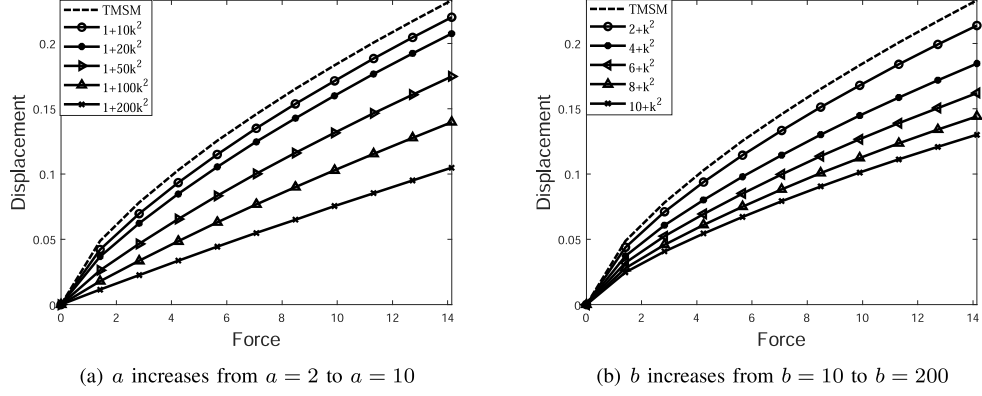 TMSM
1+10k²
1+20k²
1+50k²
1+100k²
1+200k²
0.2
0.15
0.1
0.05
0
0 2 4 6 8 10 12 14
Displacement
Force
(a) a increases from a = 2 to a = 10
TMSM
2+k²
4+k²
6+k²
8+k²
10+k²
0.2
0.15
0.1
0.05
0
0 2 4 6 8 10 12 14
Displacement
Force
(b) b increases from b = 10 to b = 200